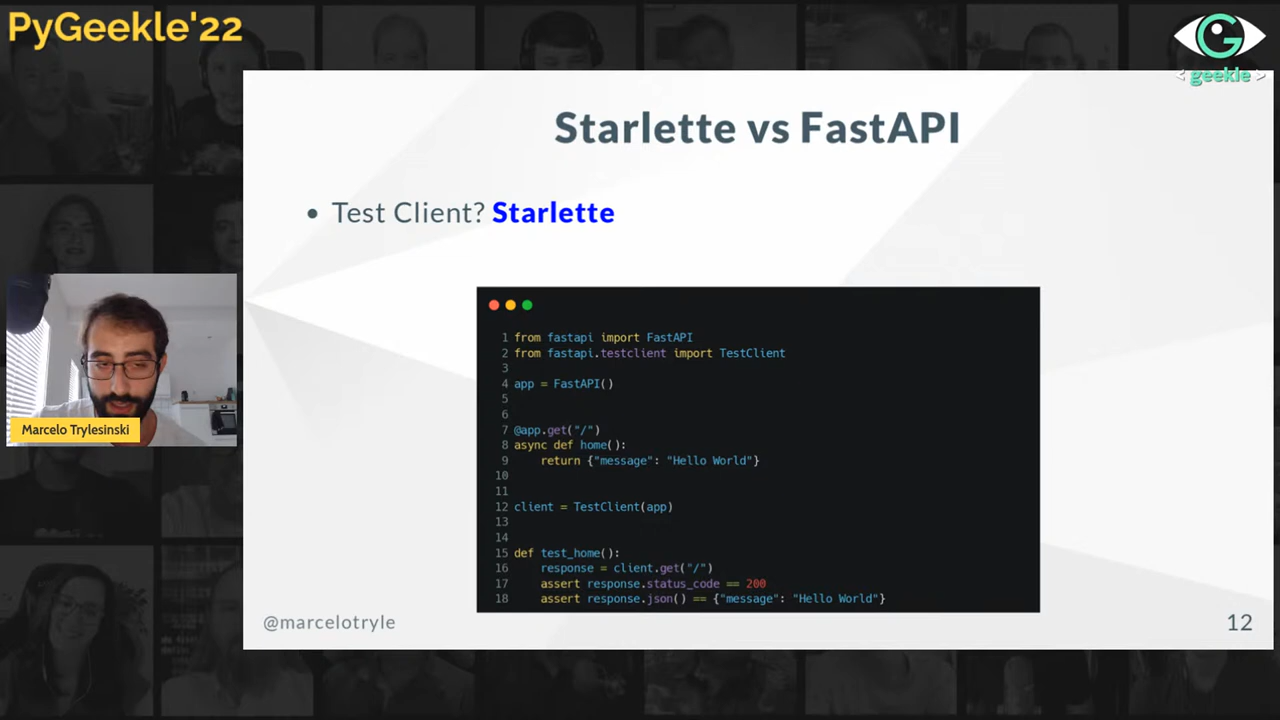 PyGeekle'22
< geekle >
Starlette vs FastAPI
• Test Client? Starlette
1 from fastapi import FastAPI
2 from fastapi.testclient import TestClient
3
4 app = FastAPI()
5
6
7 @app.get("/")
8 async def home():
9     return {"message": "Hello World"}
10
11
12 client = TestClient(app)
13
14
15 def test_home():
16     response = client.get("/")
17     assert response.status_code == 200
18     assert response.json() == {"message": "Hello World"}
Marcelo Trylesinski
@marcelotryle
12